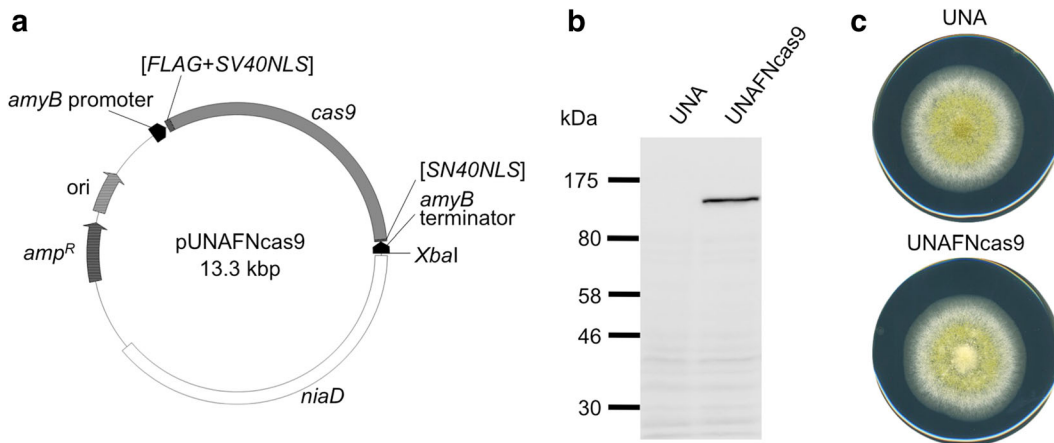 a
[FLAG+SV40NLS]
amyB promoter
cas9
[SN40NLS]
amyB
terminator
XbaI
ori
ampR
pUNAFNcas9
13.3 kbp
niaD
b
UNA
UNAFNcas9
kDa
175
80
58
46
30
c
UNA
UNAFNcas9